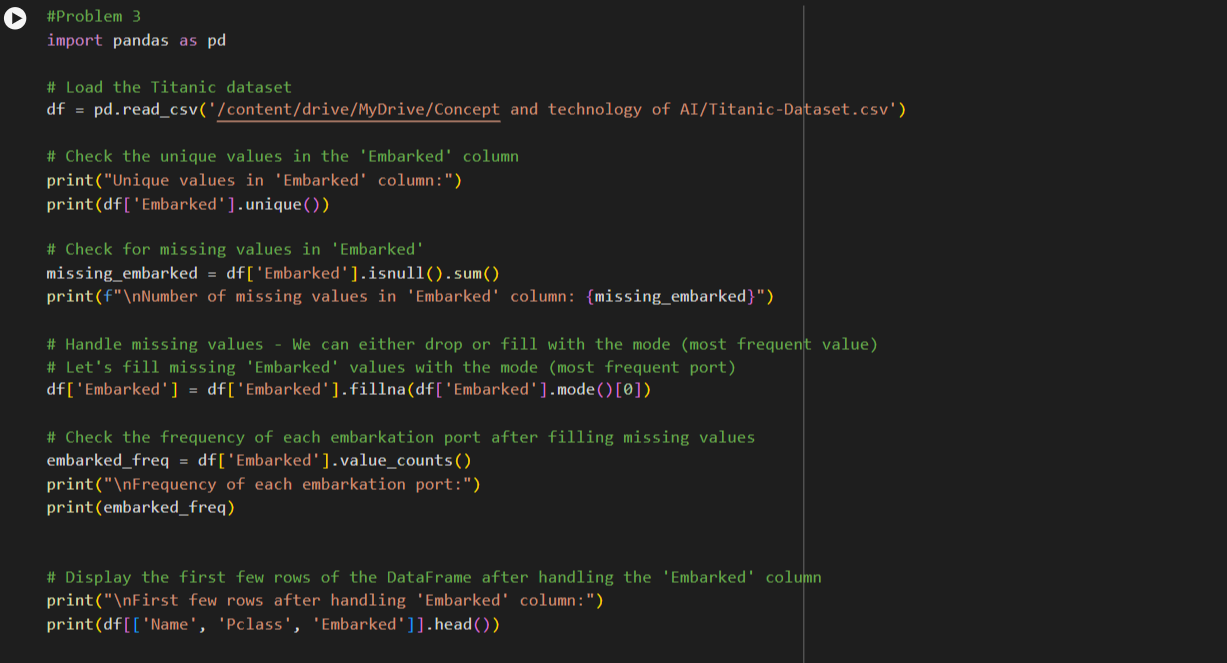 #Problem 3
import pandas as pd
# Load the Titanic dataset
df = pd.read_csv('/content/drive/MyDrive/Concept and technology of AI/Titanic-Dataset.csv')
# Check the unique values in the 'Embarked' column
print("Unique values in 'Embarked' column:")
print(df['Embarked'].unique())
# Check for missing values in 'Embarked'
missing_embarked = df['Embarked'].isnull().sum()
print(f"\nNumber of missing values in 'Embarked' column: {missing_embarked}")
# Handle missing values - We can either drop or fill with the mode (most frequent value)
# Let's fill missing 'Embarked' values with the mode (most frequent port)
df['Embarked'] = df['Embarked'].fillna(df['Embarked'].mode()[0])
# Check the frequency of each embarkation port after filling missing values
embarked_freq = df['Embarked'].value_counts()
print("\nFrequency of each embarkation port:")
print(embarked_freq)
# Display the first few rows of the DataFrame after handling the 'Embarked' column
print("\nFirst few rows after handling 'Embarked' column:")
print(df[['Name', 'Pclass', 'Embarked']].head())